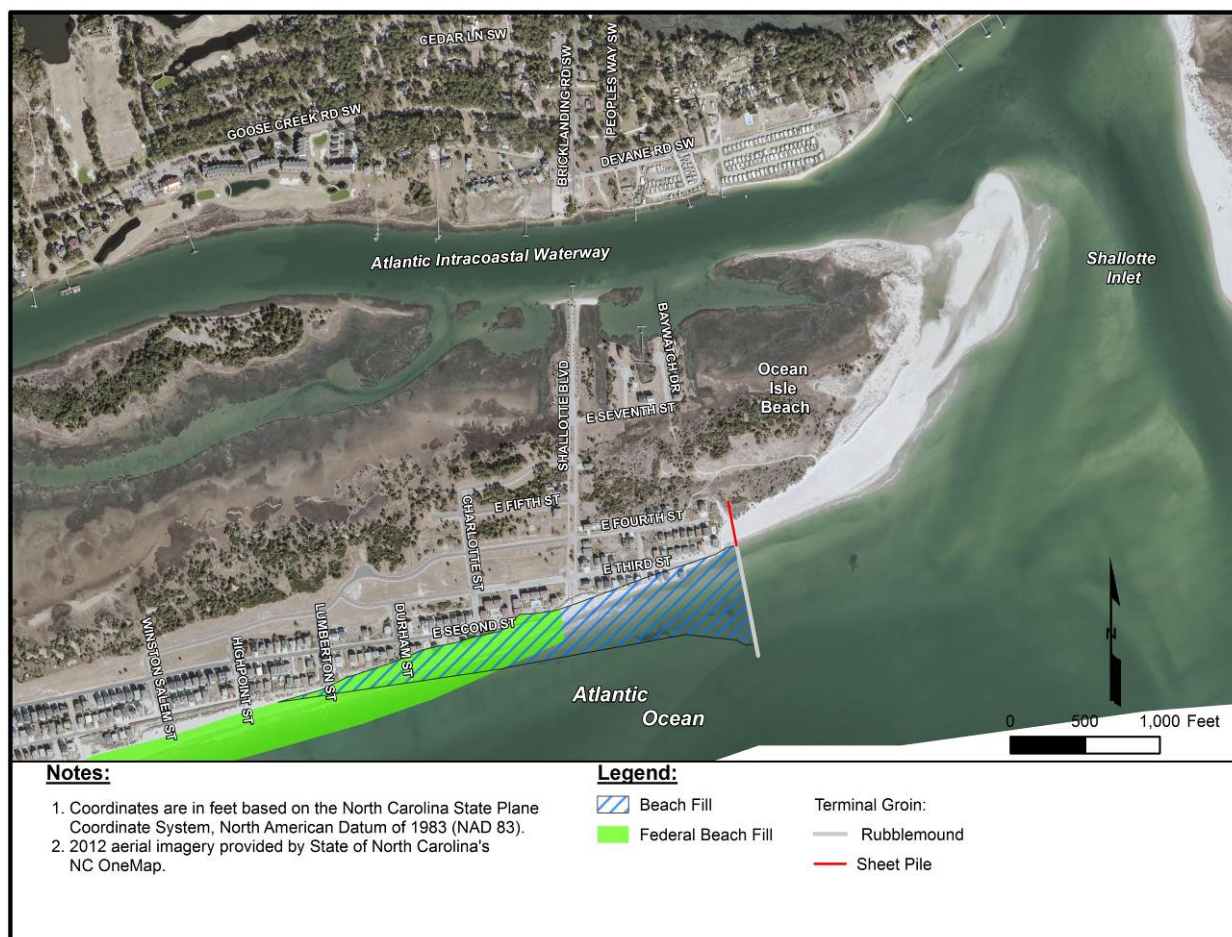 CEDAR LN SW
BRICKLANDING RD SW
PEOPLES WAY SW
GOOSE CREEK RD SW
DEVANE RD SW
Atlantic Intracoastal Waterway
Shallotte
Inlet
BAYWATCH DR
SHALLOTTE BLVD
Ocean
Isle
Beach
E SEVENTH ST
CHARLOTTE ST
E FIFTH ST
E FOURTH ST
E THIRD ST
WINSTON SALEM ST
HIGHPOINT ST
LUMBERTON ST
DURHAM ST
E SECOND ST
N
Atlantic
Ocean
0 500 1,000 Feet
Notes:
1. Coordinates are in feet based on the North Carolina State Plane
Coordinate System, North American Datum of 1983 (NAD 83).
2. 2012 aerial imagery provided by State of North Carolina's
NC OneMap.
Legend:
Beach Fill
Federal Beach Fill
Terminal Groin:
Rubblemound
Sheet Pile